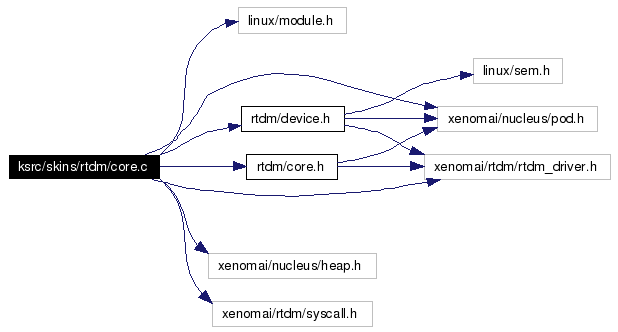 linux/module.h
linux/sem.h
rtdm/device.h
xenomai/nucleus/pod.h
ksrc/skins/rtdm/core.c
rtdm/core.h
xenomai/rtdm/rtdm_driver.h
xenomai/nucleus/heap.h
xenomai/rtdm/syscall.h